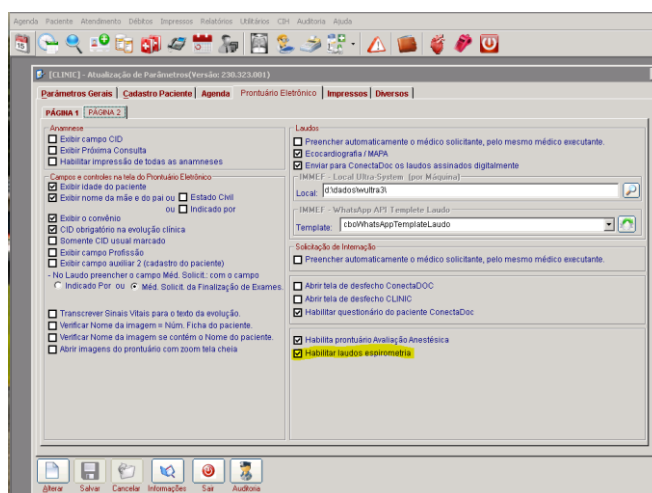 Agenda Paciente Atendimento Débitos Impressos Relatórios Utilitários CIH Auditoria Ajuda
[CLINIC] - Atualização de Parâmetros(Versão: 230.323.001)
Parâmetros Gerais Cadastro Paciente Agenda Prontuário Eletrônico Impressos Diversos
PÁGINA 1 PÁGINA 2
Anamnese
Exibir campo CID
Exibir Próxima Consulta
Habilitar impressão de todas as anamneses
Campos e controles na tela do Prontuário Eletrônico
Exibir idade do paciente
Exibir nome da mãe e do pai ou Estado Civil
ou Indicado por
Exibir o convênio
CID obrigatório na evolução clínica
Somente CID usual marcado
Exibir campo Profissão
Exibir campo auxiliar 2 (cadastro do paciente)
- No Laudo preencher o campo Méd. Solicit.: com o campo
Indicado Por ou Méd. Solicit. da Finalização de Exames.
Transcrever Sinais Vitais para o texto da evolução.
Verificar Nome da imagem = Núm. Ficha do paciente.
Verificar Nome da imagem se contém o Nome do paciente.
Abrir imagens do prontuário com zoom tela cheia
Laudos
Preencher automaticamente o médico solicitante, pelo mesmo médico executante.
Ecocardiografia / MAPA
Enviar para ConectaDoc os laudos assinados digitalmente
IMMEF - Local Ultra-System (por Máquina)
Local: d:\dados\wultra3\
IMMEF - WhatsApp API Templete Laudo
Template: cboWhatsAppTemplateLaudo
Solicitação de Internação
Preencher automaticamente o médico solicitante, pelo mesmo médico executante.
Abrir tela de desfecho ConectaDOC
Abrir tela de desfecho CLINIC
Habilitar questionário do paciente ConectaDoc
Habilita prontuário Avaliação Anestésica
Habilitar laudos espirometria
Alterar Salvar Cancelar Informações Sair Auditoria